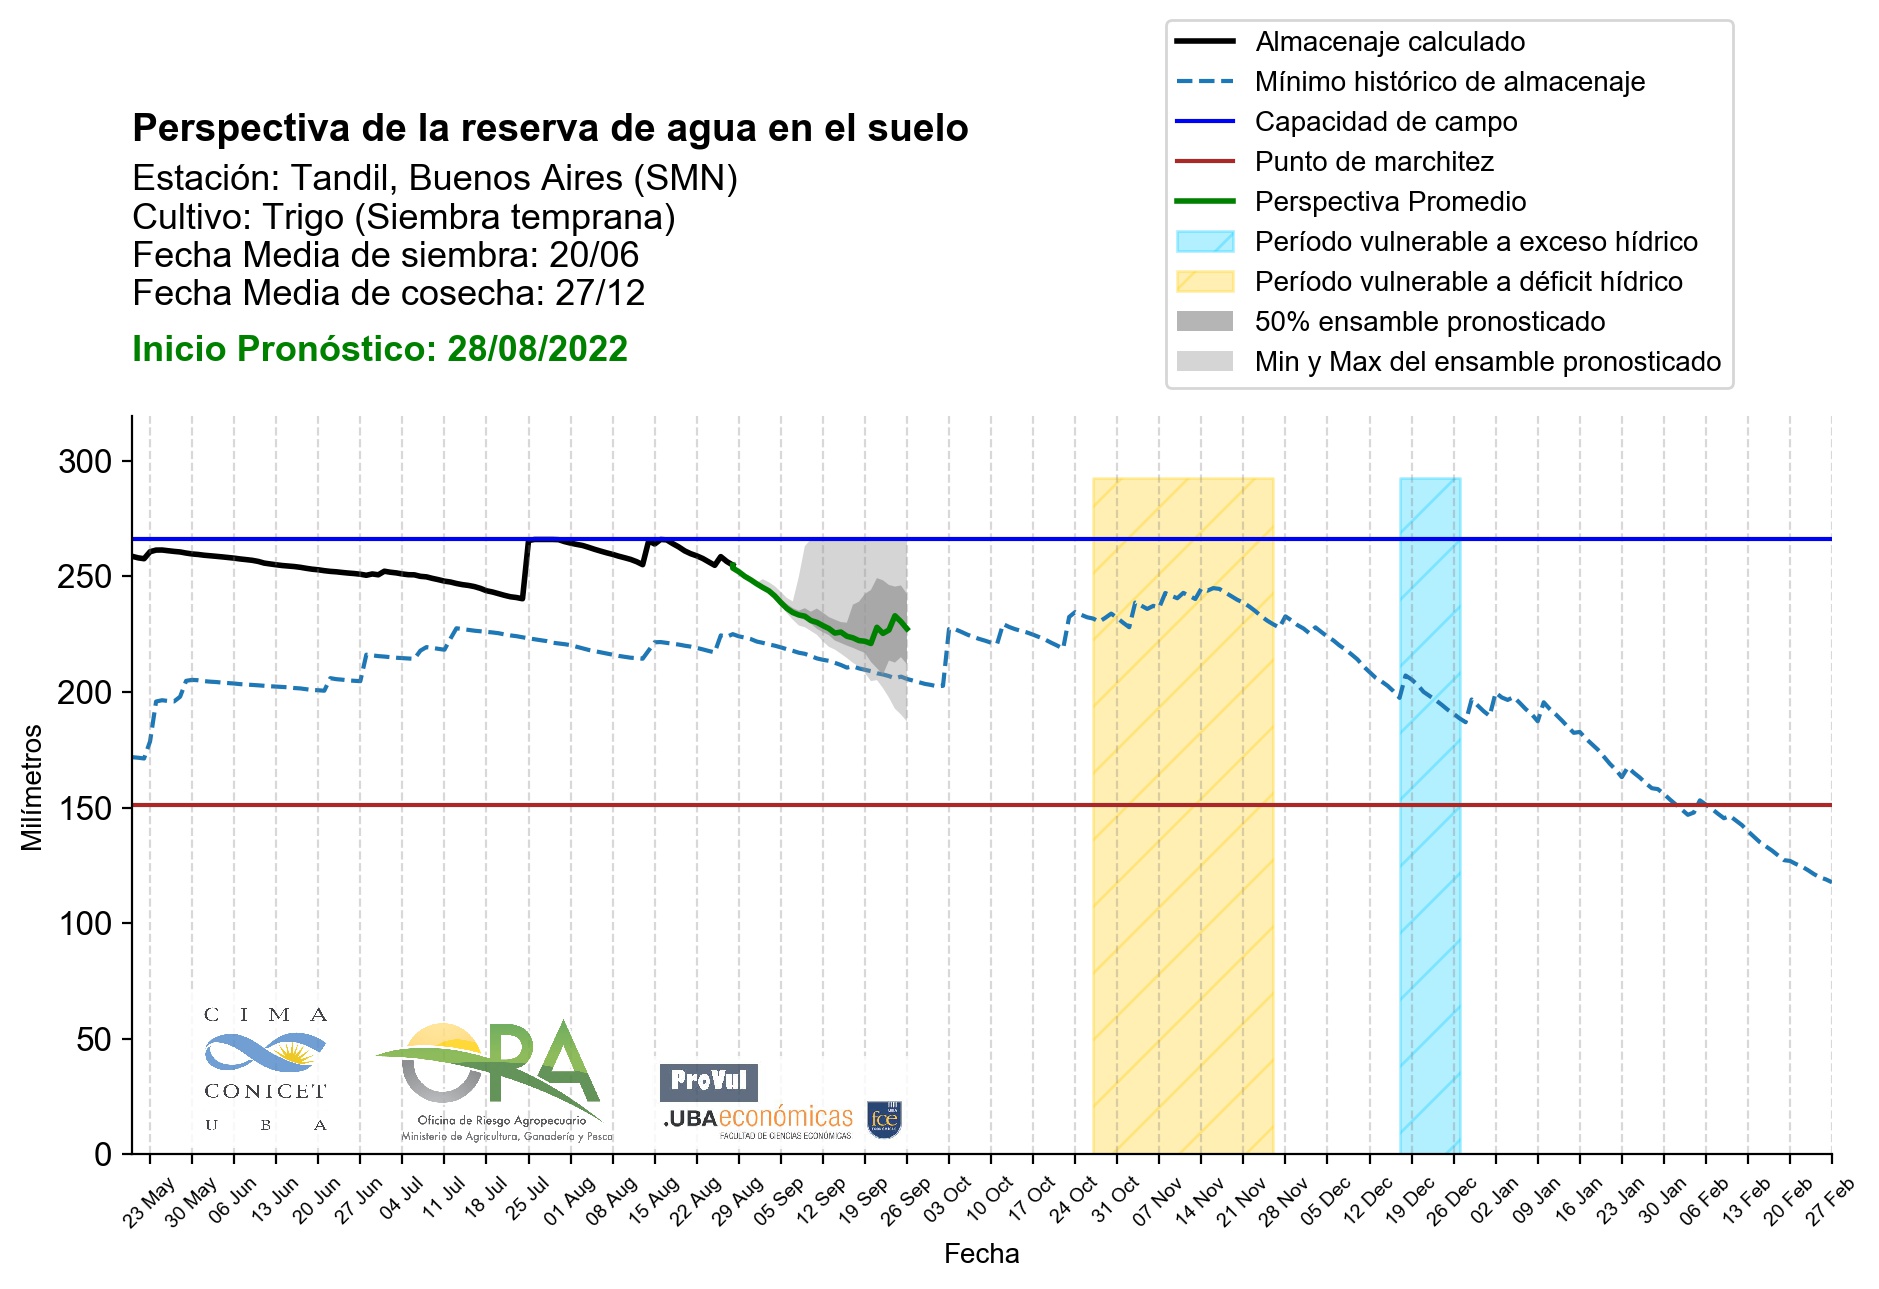 Almacenaje calculado
Mínimo histórico de almacenaje
Capacidad de campo
Punto de marchitez
Perspectiva Promedio
Período vulnerable a exceso hídrico
Período vulnerable a déficit hídrico
50% ensamble pronosticado
Min y Max del ensamble pronosticado
Perspectiva de la reserva de agua en el suelo
Estación: Tandil, Buenos Aires (SMN)
Cultivo: Trigo (Siembra temprana)
Fecha Media de siembra: 20/06
Fecha Media de cosecha: 27/12
Inicio Pronóstico: 28/08/2022
300
250
200
150
100
50
0
Milímetros
CIMA
CONICET
UBA
ORA
Oficina de Riesgo Agropecuario
Ministerio de Agricultura, Ganadería y Pesca
ProVul
.UBAeconómicas
FACULTAD DE CIENCIAS ECONÓMICAS
fce
23 May
30 May
06 Jun
13 Jun
20 Jun
27 Jun
04 Jul
11 Jul
18 Jul
25 Jul
01 Aug
08 Aug
15 Aug
22 Aug
29 Aug
05 Sep
12 Sep
19 Sep
26 Sep
03 Oct
10 Oct
17 Oct
24 Oct
31 Oct
07 Nov
14 Nov
21 Nov
28 Nov
05 Dec
12 Dec
19 Dec
26 Dec
02 Jan
09 Jan
16 Jan
23 Jan
30 Jan
06 Feb
13 Feb
20 Feb
27 Feb
Fecha